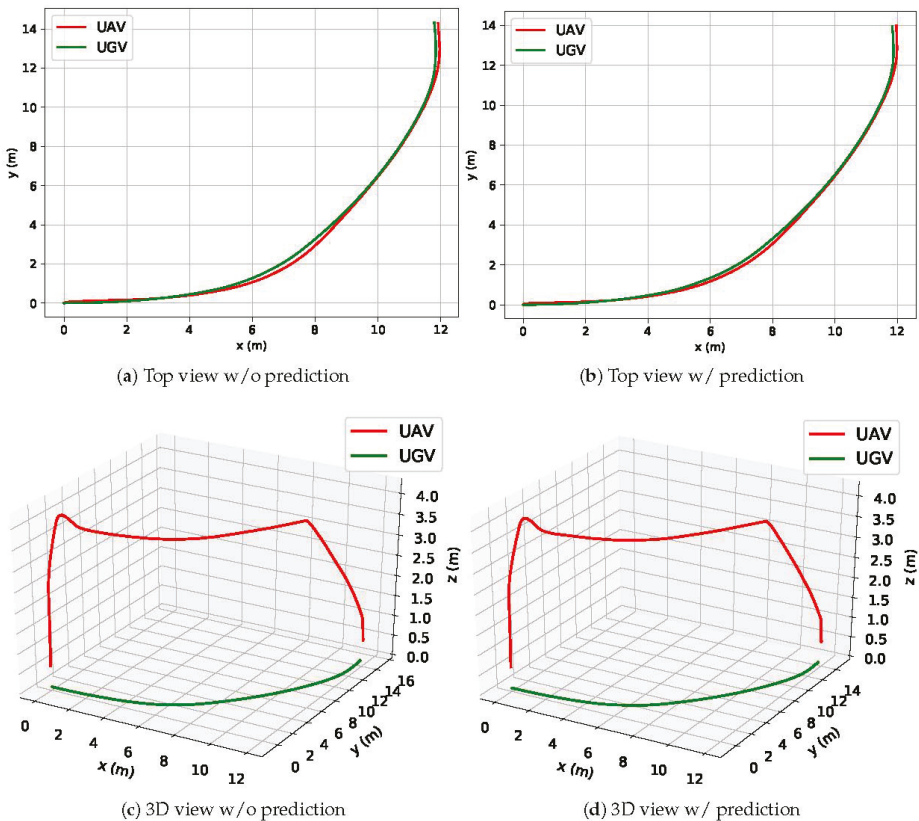 14
12
10
8
6
4
2
0
y (m)
UAV
UGV
0 2 4 6 8 10 12
x (m)
(a) Top view w/o prediction
14
12
10
8
6
4
2
0
y (m)
UAV
UGV
0 2 4 6 8 10 12
x (m)
(b) Top view w/ prediction
UAV
UGV
4.0
3.5
3.0
2.5
2.0
1.5
1.0
0.5
0.0
z (m)
16
14
12
10
8
6
4
2
0
y (m)
0 2 4 6 8 10 12
x (m)
(c) 3D view w/o prediction
UAV
UGV
4.0
3.5
3.0
2.5
2.0
1.5
1.0
0.5
0.0
z (m)
14
12
10
8
6
4
2
0
y (m)
0 2 4 6 8 10 12
x (m)
(d) 3D view w/ prediction